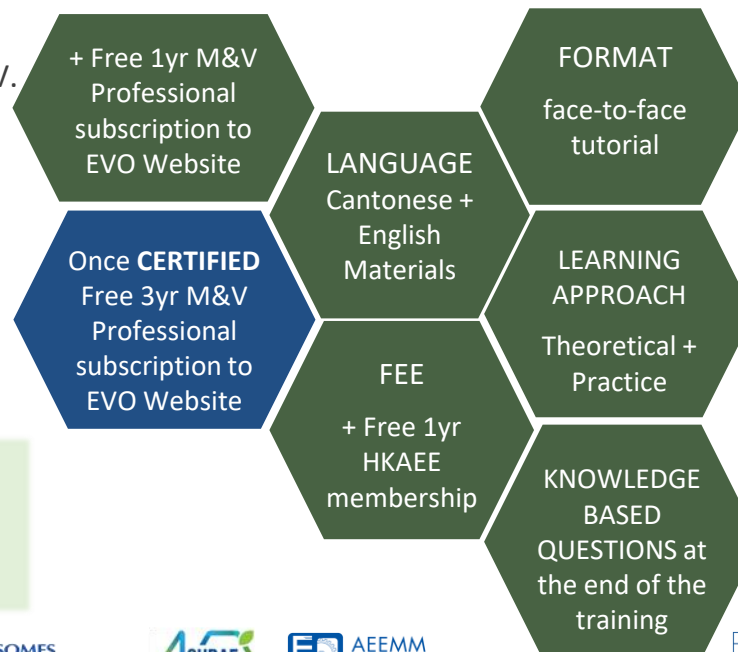 + Free 1yr M&V
Professional
subscription to
EVO Website
Once CERTIFIED
Free 3yr M&V
Professional
subscription to
EVO Website
LANGUAGE
Cantonese +
English
Materials
FEE
+ Free 1yr
HKAEE
membership
FORMAT
face-to-face
tutorial
LEARNING
APPROACH
Theoretical +
Practice
KNOWLEDGE
BASED
QUESTIONS at
the end of the
training
AEEMM